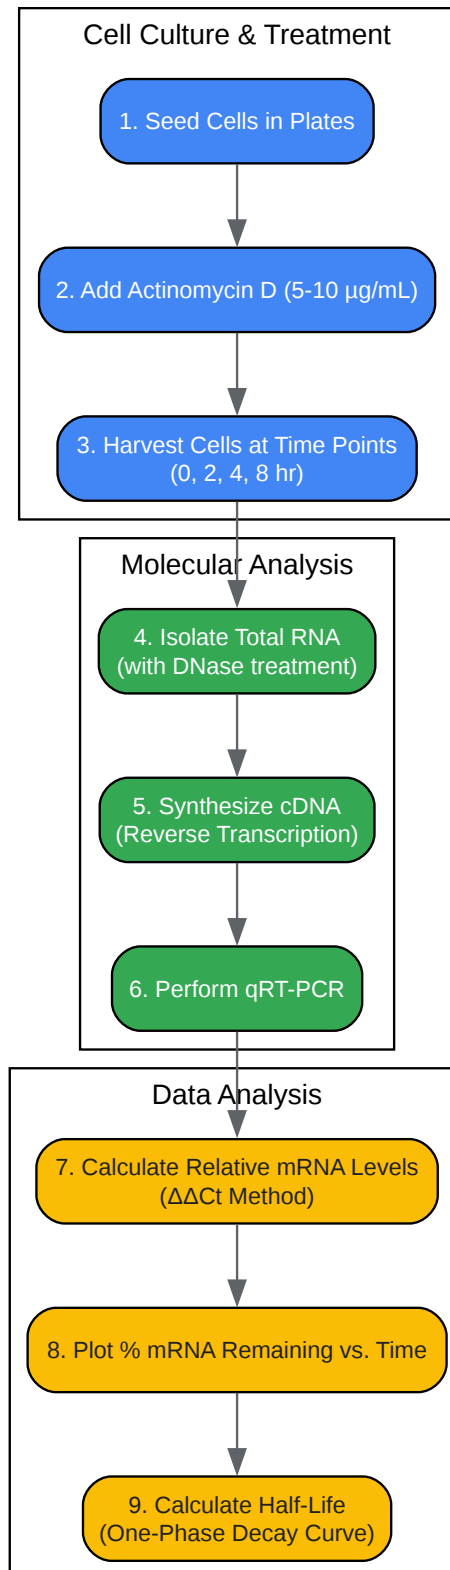 Cell Culture & Treatment
1. Seed Cells in Plates
2. Add Actinomycin D (5-10 µg/mL)
3. Harvest Cells at Time Points
(0, 2, 4, 8 hr)
Molecular Analysis
4. Isolate Total RNA
(with DNase treatment)
5. Synthesize cDNA
(Reverse Transcription)
6. Perform qRT-PCR
Data Analysis
7. Calculate Relative mRNA Levels
(ΔΔCt Method)
8. Plot % mRNA Remaining vs. Time
9. Calculate Half-Life
(One-Phase Decay Curve)